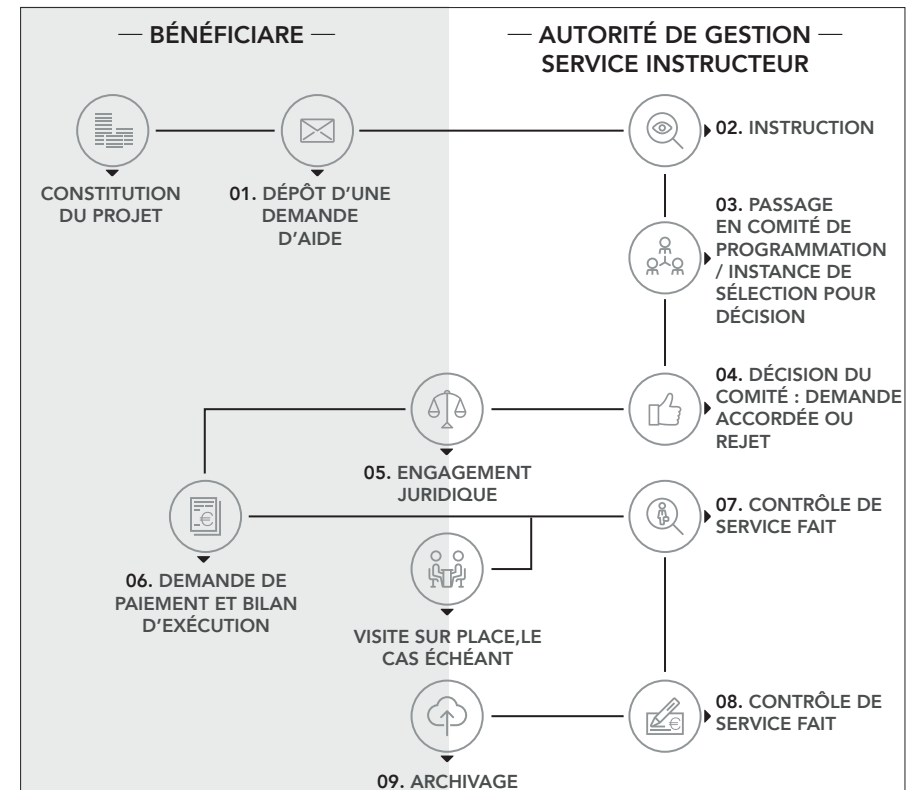 BÉNÉFICIARE
AUTORITÉ DE GESTION
SERVICE INSTRUCTEUR
CONSTITUTION
DU PROJET
01. DÉPÔT D'UNE
DEMANDE
D'AIDE
02. INSTRUCTION
03. PASSAGE
EN COMITÉ DE
PROGRAMMATION
/ INSTANCE DE
SÉLECTION POUR
DÉCISION
04. DÉCISION DU
COMITÉ : DEMANDE
ACCORDÉE OU
REJET
05. ENGAGEMENT
JURIDIQUE
06. DEMANDE DE
PAIEMENT ET BILAN
D'EXÉCUTION
07. CONTRÔLE DE
SERVICE FAIT
VISITE SUR PLACE,LE
CAS ÉCHÉANT
08. CONTRÔLE DE
SERVICE FAIT
09. ARCHIVAGE